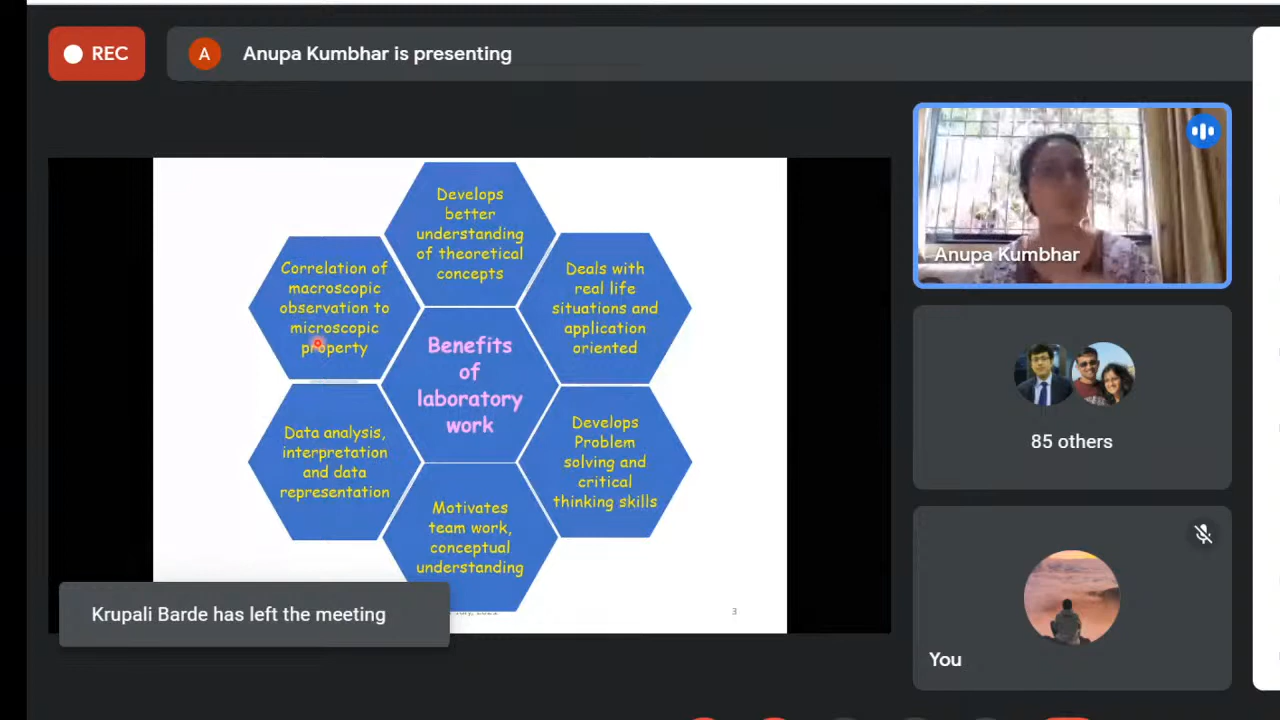 REC
A
Anupa Kumbhar is presenting
Develops
better
understanding
of theoretical
concepts
Correlation of
macroscopic
observation to
microscopic
property
Deals with
real life
situations and
application
oriented
Benefits
of
laboratory
work
Data analysis,
interpretation
and data
representation
Develops
Problem
solving and
critical
thinking skills
Motivates
team work,
conceptual
understanding
3
Krupali Barde has left the meeting
Anupa Kumbhar
85 others
You